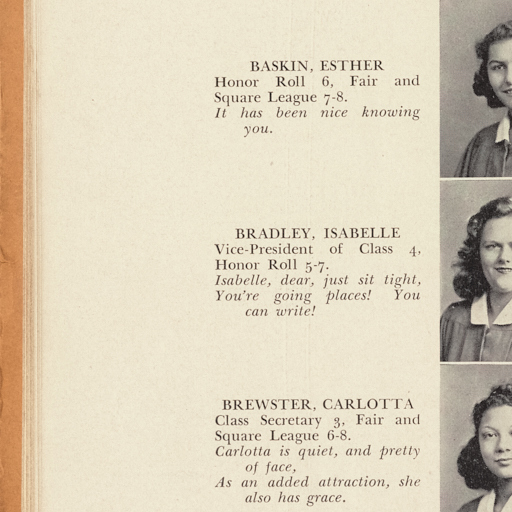 BASKIN, ESTHER
Honor Roll 6, Fair and
Square League 7-8.
It has been nice knowing
you.
BRADLEY, ISABELLE
Vice-President of Class 4,
Honor Roll 5-7.
Isabelle, dear, just sit tight,
You're going places! You
can write!
BREWSTER, CARLOTTA
Class Secretary 3, Fair and
Square League 6-8.
Carlotta is quiet, and pretty
of face,
As an added attraction, she
also has grace.